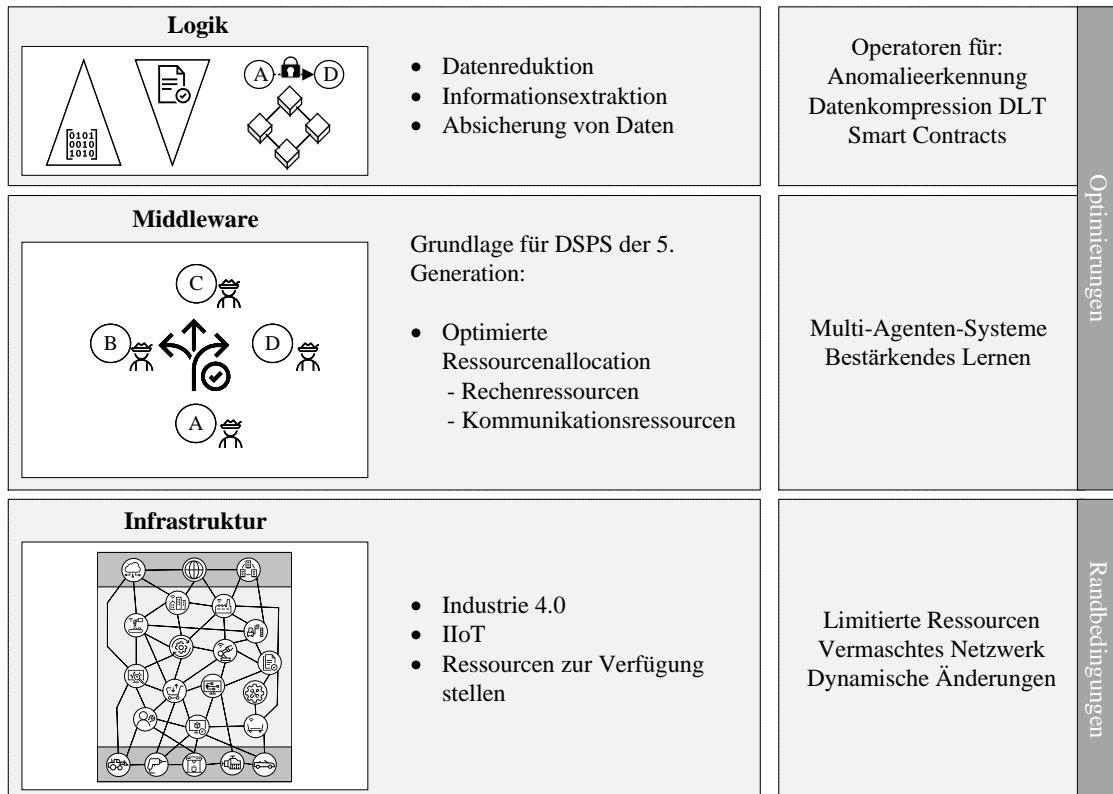 Logik
A
D
0101
0010
1010
• Datenreduktion
• Informationsextraktion
• Absicherung von Daten
Operatoren für:
Anomalieerkennung
Datenkompression DLT
Smart Contracts
Optimierungen
Middleware
C
B
D
A
Grundlage für DSPS der 5.
Generation:
• Optimierte
Ressourcenallocation
- Rechenressourcen
- Kommunikationsressourcen
Multi-Agenten-Systeme
Bestärkendes Lernen
Infrastruktur
• Industrie 4.0
• IIoT
• Ressourcen zur Verfügung
stellen
Limitierte Ressourcen
Vermaschtes Netzwerk
Dynamische Änderungen
Randbedingungen